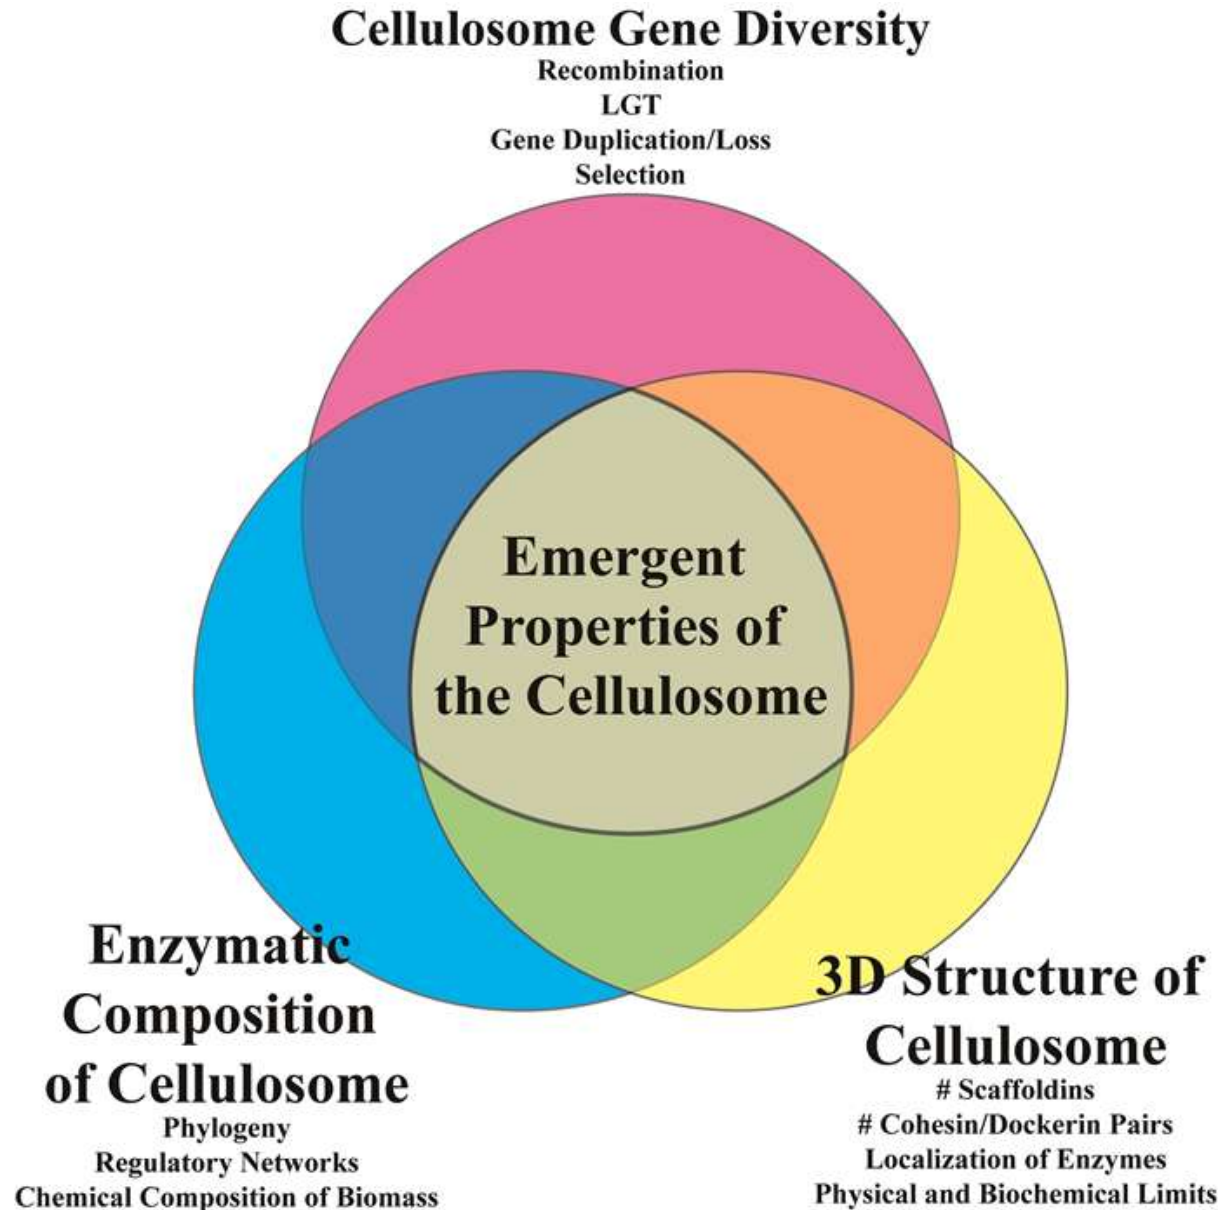 Cellulosome Gene Diversity
Recombination
LGT
Gene Duplication/Loss
Selection
Emergent
Properties of
the Cellulosome
Enzymatic
Composition
of Cellulosome
Phylogeny
Regulatory Networks
Chemical Composition of Biomass
3D Structure of
Cellulosome
# Scaffoldins
# Cohesin/Dockerin Pairs
Localization of Enzymes
Physical and Biochemical Limits